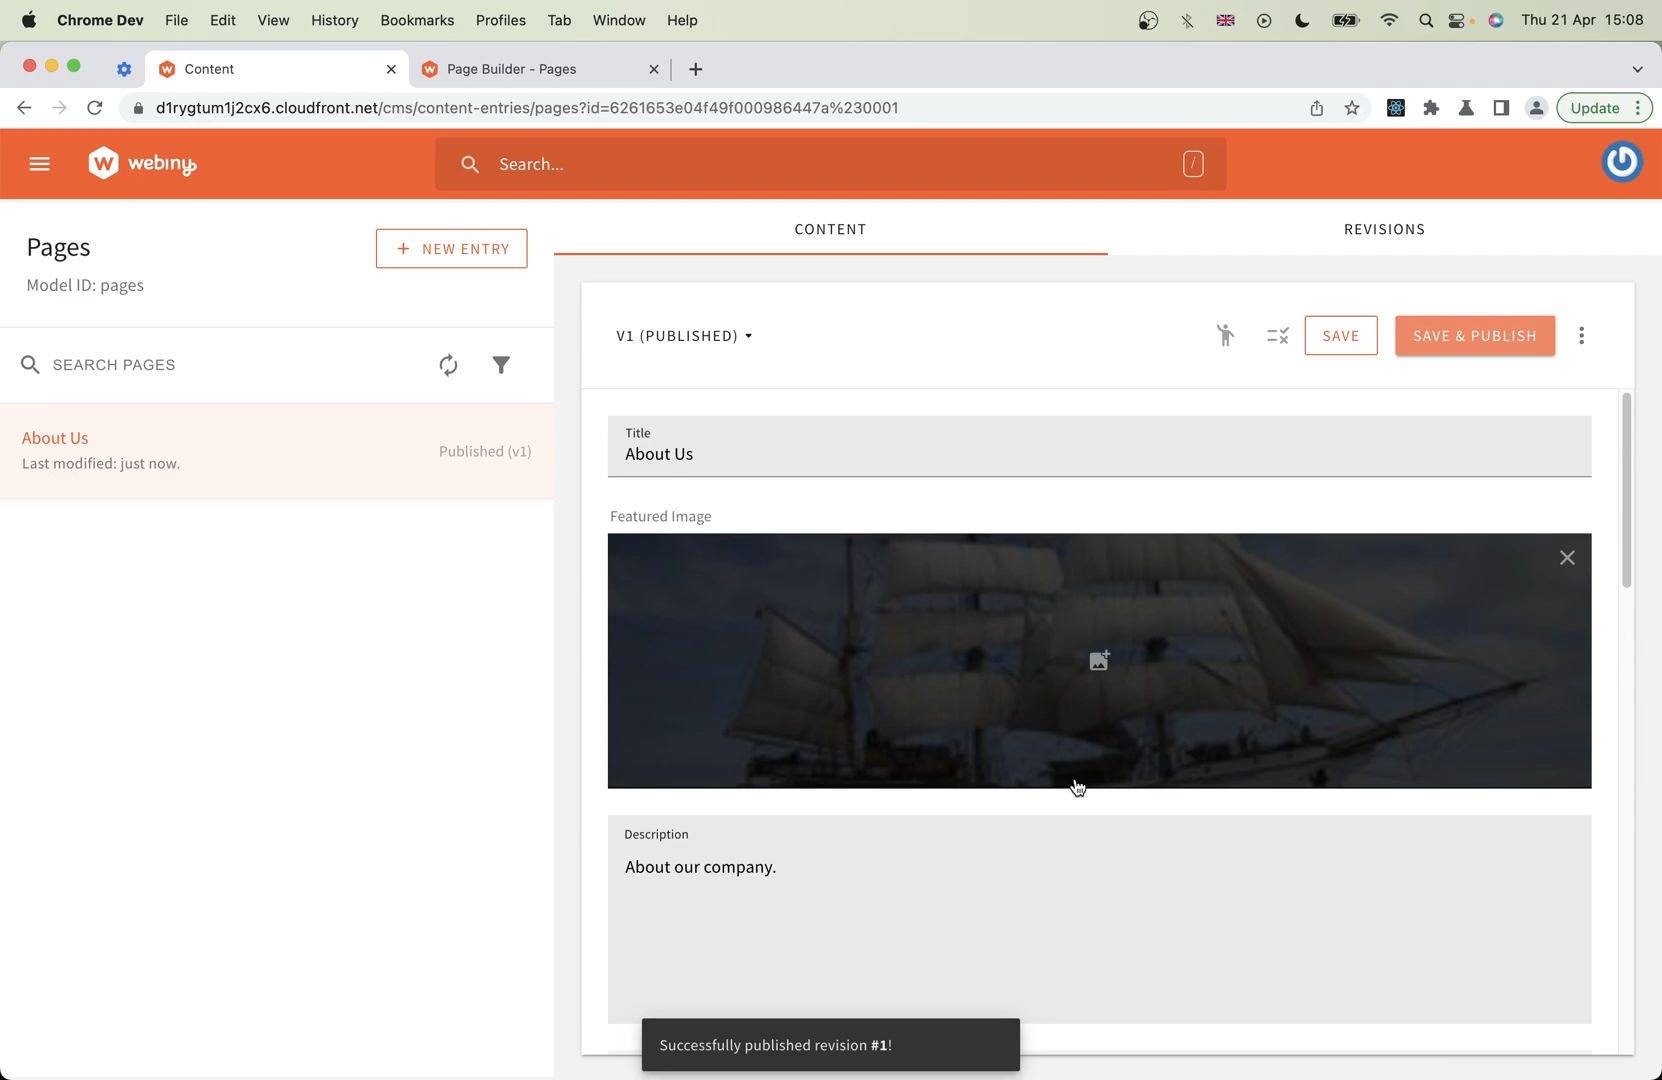 Chrome Dev File Edit View History Bookmarks Profiles Tab Window Help Thu 21 Apr 15:08
Content Page Builder - Pages
d1rygtum1j2cx6.cloudfront.net/cms/content-entries/pages?id=6261653e04f49f000986447a%230001 Update
webiny Search... /
CONTENT REVISIONS
Pages + NEW ENTRY
Model ID: pages
V1 (PUBLISHED) SAVE SAVE & PUBLISH
SEARCH PAGES
Title
About Us
About Us
Last modified: just now.
Published (v1)
Featured Image
Description
About our company.
Successfully published revision #1!